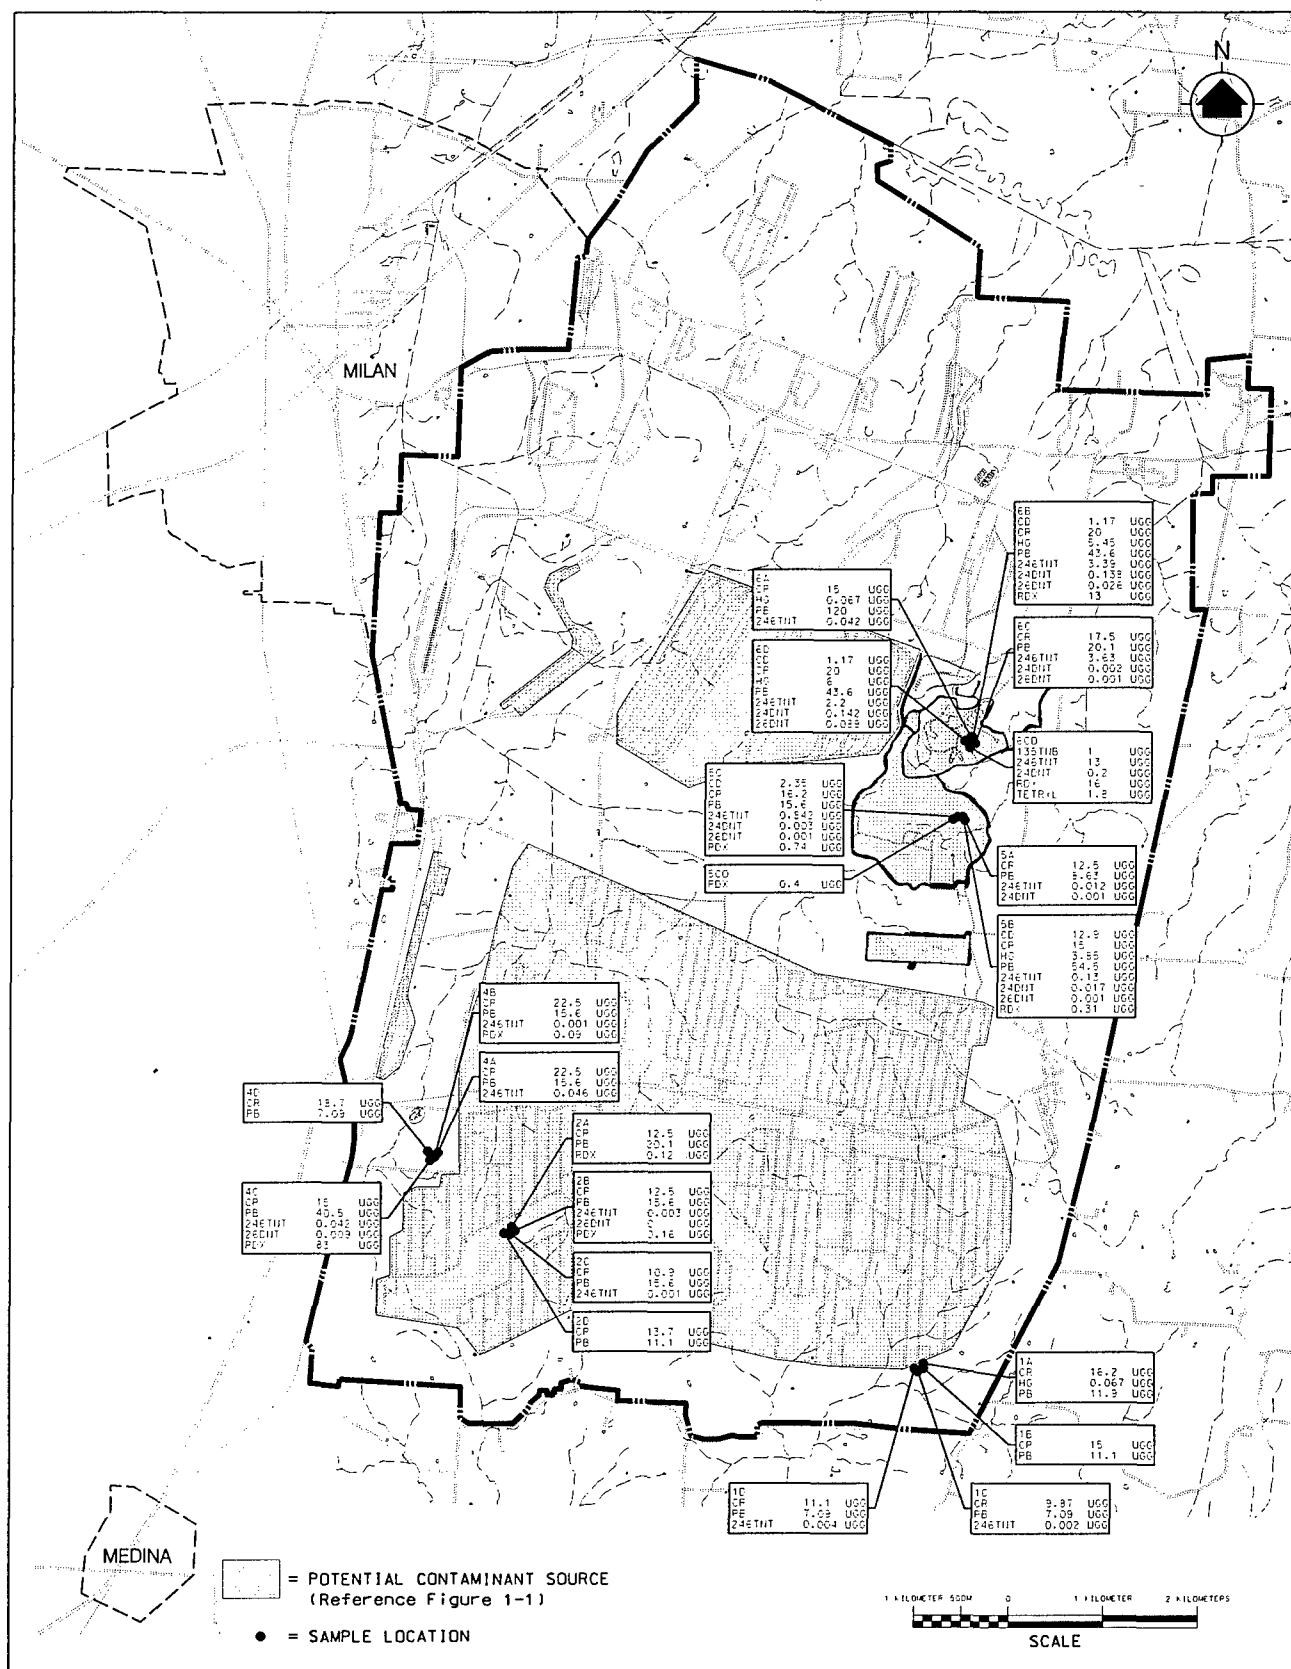 N
MILAN
6B
CD 1.17 UGG
CR 20 UGG
HG 5.45 UGG
PB 43.6 UGG
246TNT 3.39 UGG
24DNT 0.138 UGG
26DNT 0.026 UGG
RDX 13 UGG
6A
CR 15 UGG
HG 0.067 UGG
PB 120 UGG
246TNT 0.042 UGG
6C
CR 17.5 UGG
PB 20.1 UGG
246TNT 3.63 UGG
24DNT 0.002 UGG
26DNT 0.001 UGG
6D
CD 1.17 UGG
CR 20 UGG
HG 6 UGG
PB 43.6 UGG
246TNT 2.2 UGG
24DNT 0.142 UGG
26DNT UGG
6CO
135TNB 1 UGG
246TNT 13 UGG
24DNT 0.2 UGG
RDX 16 UGG
TETRYL 1.2 UGG
5C
CD 2.35 UGG
CR 16.2 UGG
PB 15.6 UGG
246TNT 0.842 UGG
24DNT 0.003 UGG
26DNT 0.001 UGG
RDX 0.74 UGG
5CO
RDX 0.4 UGG
5A
CR 12.5 UGG
PB 8.63 UGG
246TNT 0.012 UGG
24DNT 0.001 UGG
5B
CD 12.9 UGG
CR 15 UGG
HG UGG
PB 54.5 UGG
246TNT 0.13 UGG
24DNT 0.017 UGG
26DNT 0.001 UGG
RDX 0.31 UGG
4B
CR 22.5 UGG
PB 15.6 UGG
246TNT 0.001 UGG
RDX 0.09 UGG
4A
CR 22.5 UGG
PB 15.6 UGG
246TNT 0.046 UGG
4D
CR 13.7 UGG
PB 7.09 UGG
4C
CR 15 UGG
PB 40.5 UGG
246TNT 0.042 UGG
26DNT 0.009 UGG
RDX 83 UGG
2A
CR 12.5 UGG
PB 20.1 UGG
RDX 0.12 UGG
2B
CR 12.5 UGG
PB 15.6 UGG
246TNT 0.003 UGG
26DNT 0 UGG
RDX 0.16 UGG
2C
CR 10.9 UGG
PB 15.6 UGG
246TNT 0.001 UGG
2D
CR 13.7 UGG
PB 11.1 UGG
1A
CR 16.2 UGG
HG 0.067 UGG
PB 11.9 UGG
1B
CR 15 UGG
PB 11.1 UGG
1D
CR 11.1 UGG
PB 7.09 UGG
246TNT 0.004 UGG
1C
CR 9.87 UGG
PB 7.09 UGG
246TNT 0.002 UGG
MEDINA
= POTENTIAL CONTAMINANT SOURCE
(Reference Figure 1-1)
= SAMPLE LOCATION
1 KILOMETER 500M 0 1 KILOMETER 2 KILOMETERS
SCALE